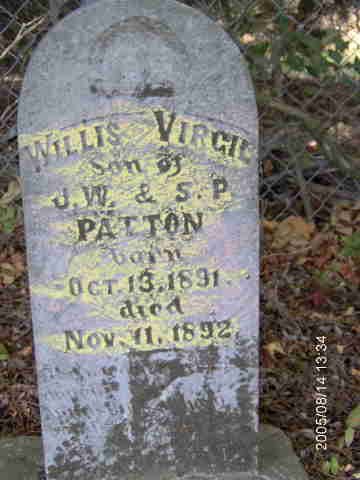 WILLIS VIRGIL
Son of
J.W. & S.P.
PATTON
born
OCT. 13, 1891.
died
NOV. 11, 1892.
2005/08/14 13:34